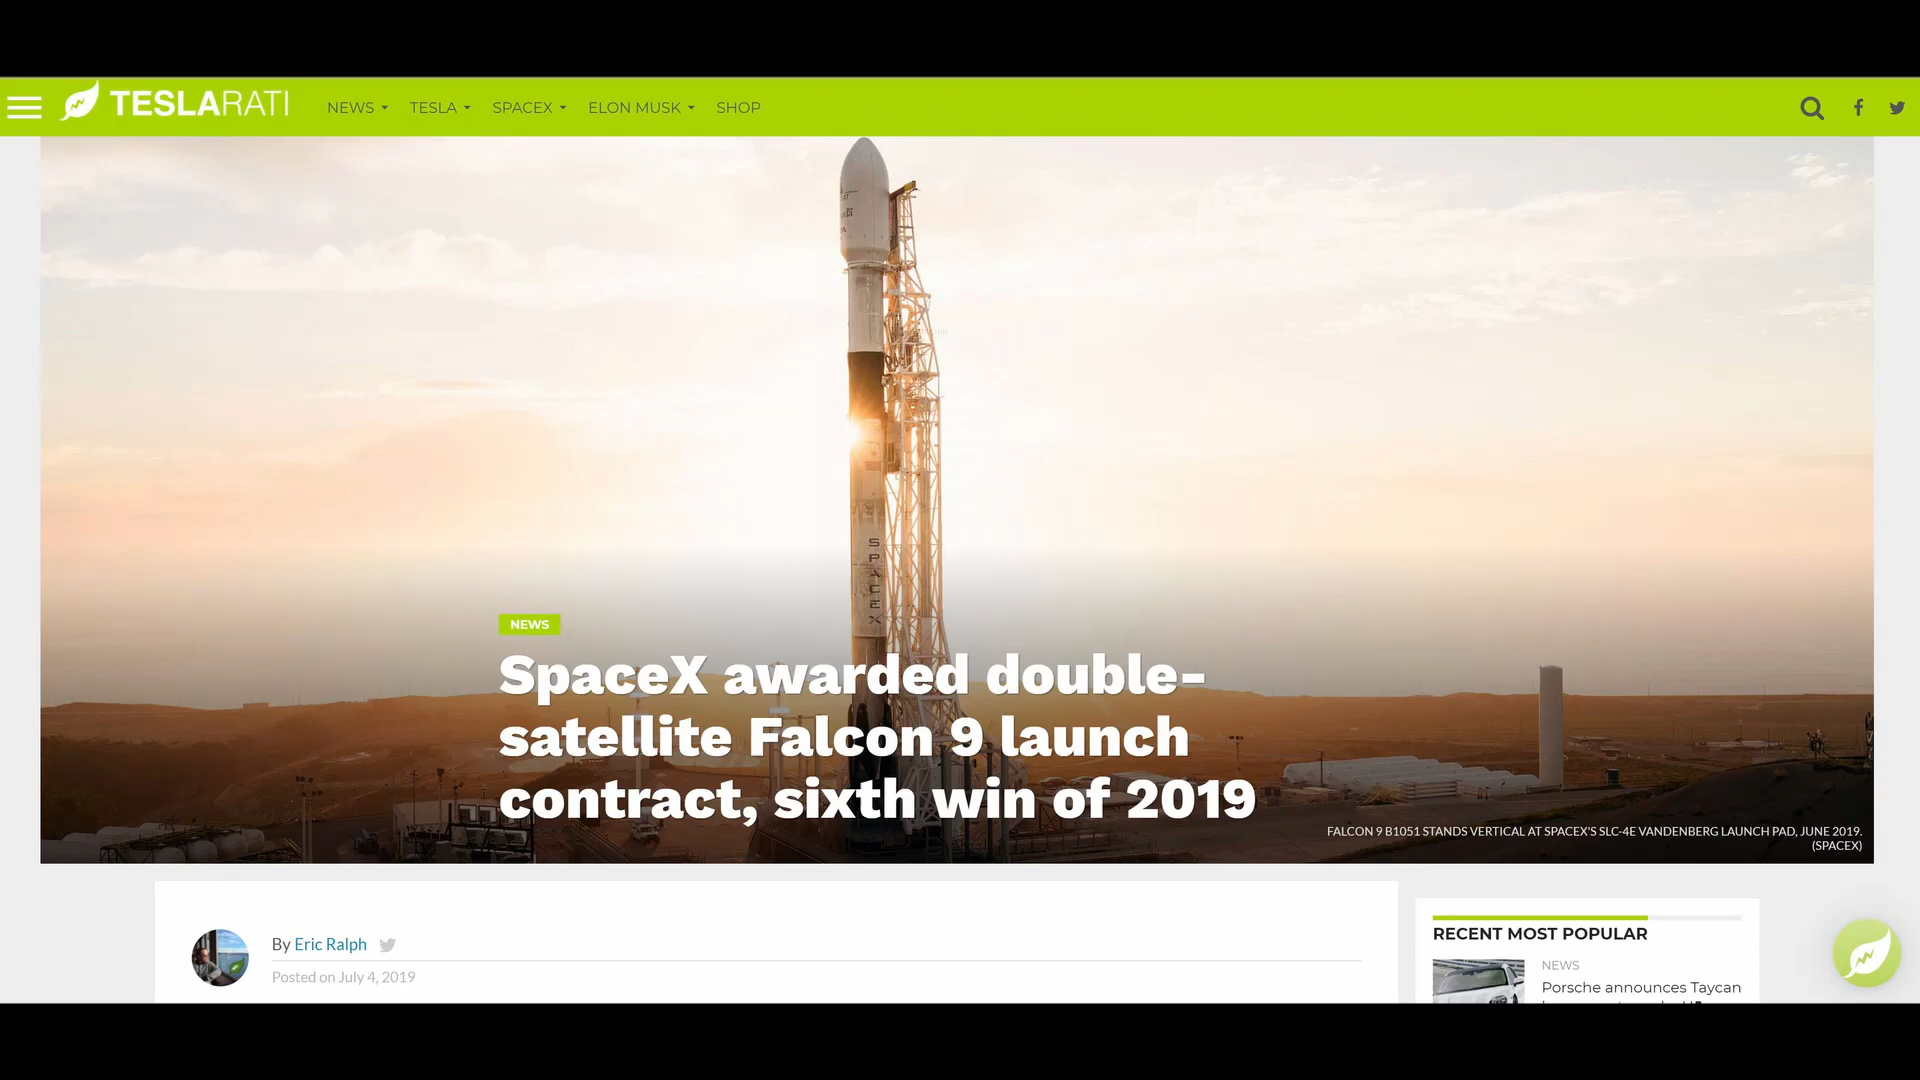 TESLARATI
NEWS TESLA SPACEX ELON MUSK SHOP
SPACEX
NEWS
SpaceX awarded double-
satellite Falcon 9 launch
contract, sixth win of 2019
FALCON 9 B1051 STANDS VERTICAL AT SPACEX'S SLC-4E VANDENBERG LAUNCH PAD, JUNE 2019.
(SPACEX)
By Eric Ralph
Posted on July 4, 2019
RECENT MOST POPULAR
NEWS
Porsche announces Taycan